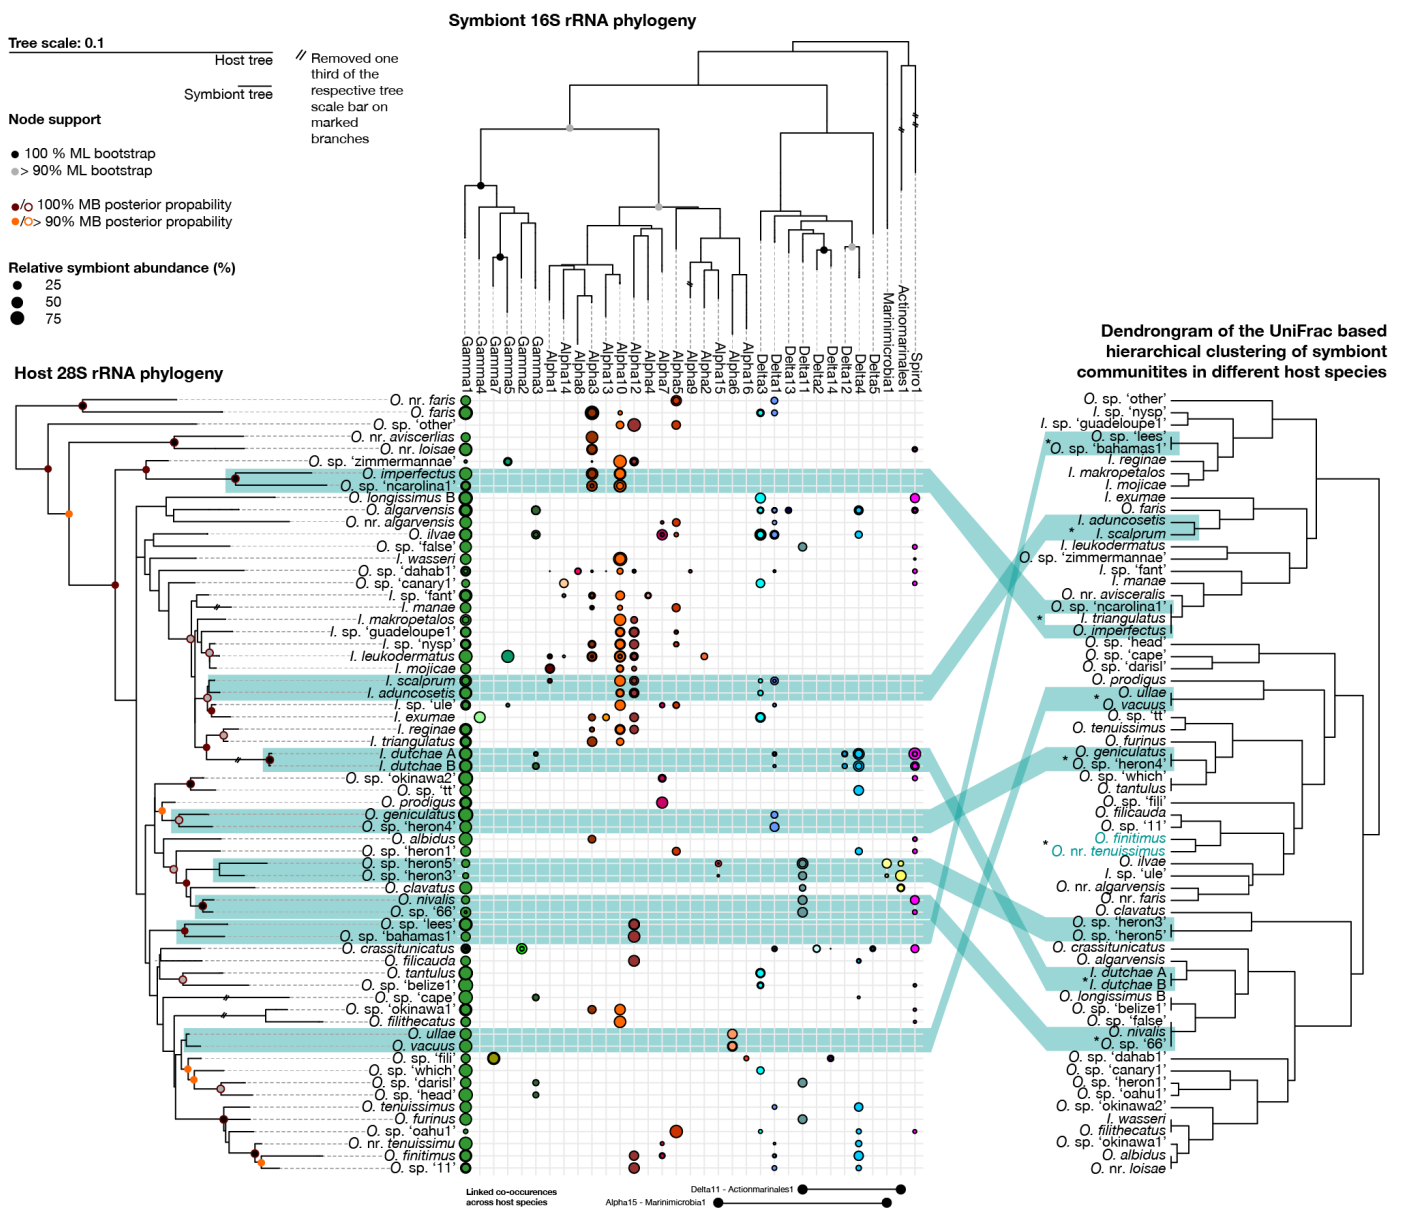 Symbiont 16S rRNA phylogeny
Tree scale: 0.1
Host tree
Symbiont tree
// Removed one
third of the
respective tree
scale bar on
marked
branches
Node support
100 % ML bootstrap
> 90% ML bootstrap
/ 100% MB posterior propability
/ > 90% MB posterior propability
Relative symbiont abundance (%)
25
50
75
Host 28S rRNA phylogeny
Gamma1
Gamma4
Gamma7
Gamma5
Gamma2
Gamma3
Alpha1
Alpha14
Alpha8
Alpha3
Alpha13
Alpha10
Alpha12
Alpha4
Alpha7
Alpha5
Alpha9
Alpha2
Alpha15
Alpha6
Alpha16
Delta3
Delta1
Delta13
Delta11
Delta2
Delta14
Delta12
Delta4
Delta5
Marinimicrobia1
Actinomarinales1
Spiro1
O. nr. faris
O. faris
O. sp. 'other'
O. nr. aviscerlias
O. nr. loisae
O. sp. 'zimmermannae'
O. imperfectus
O. sp. 'ncarolina1'
O. longissimus B
O. algarvensis
O. nr. algarvensis
O. ilvae
O. sp. 'false'
I. wasseri
O. sp. 'dahab1'
O. sp. 'canary1'
I. sp. 'fant'
I. manae
I. makropetalos
I. sp. 'guadeloupe1'
I. sp. 'nysp'
I. leukodermatus
I. mojicae
I. scalprum
I. aduncosetis
I. sp. 'ule'
I. exumae
I. reginae
I. triangulatus
I. dutchae A
I. dutchae B
O. sp. 'okinawa2'
O. sp. 'tt'
O. prodigus
O. geniculatus
O. sp. 'heron4'
O. albidus
O. sp. 'heron1'
O. sp. 'heron5'
O. sp. 'heron3'
O. clavatus
O. nivalis
O. sp. '66'
O. sp. 'lees'
O. sp. 'bahamas1'
O. crassitunicatus
O. filicauda
O. tantulus
O. sp. 'belize1'
O. sp. 'cape'
O. sp. 'okinawa1'
O. filithecatus
O. ullae
O. vacuus
O. sp. 'fili'
O. sp. 'which'
O. sp. 'darisl'
O. sp. 'head'
O. tenuissimus
O. furinus
O. sp. 'oahu1'
O. nr. tenuissimu
O. finitimus
O. sp. '11'
Linked co-occurences
across host species
Delta11 - Actionmarinales1
Alpha15 - Marinimicrobia1
Dendrongram of the UniFrac based
hierarchical clustering of symbiont
communitites in different host species
O. sp. 'other'
I. sp. 'nysp'
I. sp. 'guadeloupe1'
O. sp. 'lees'
* O. sp. 'bahamas1'
I. reginae
I. makropetalos
I. mojicae
I. exumae
O. faris
I. aduncosetis
* I. scalprum
I. leukodermatus
O. sp. 'zimmermannae'
I. sp. 'fant'
I. manae
O. nr. avisceralis
O. sp. 'ncarolina1'
* I. triangulatus
O. imperfectus
O. sp. 'head'
O. sp. 'cape'
O. sp. 'darisl'
O. prodigus
O. ullae
* O. vacuus
O. sp. 'tt'
O. tenuissimus
O. furinus
O. geniculatus
* O. sp. 'heron4'
O. sp. 'which'
O. tantulus
O. sp. 'fili'
O. filicauda
O. sp. '11'
O. finitimus
* O. nr. tenuissimus
O. ilvae
I. sp. 'ule'
O. nr. algarvensis
O. nr. faris
O. clavatus
O. sp. 'heron3'
O. sp. 'heron5'
O. crassitunicatus
O. algarvensis
I. dutchae A
* I. dutchae B
O. longissimus B
O. sp. 'belize1'
O. sp. 'false'
O. nivalis
* O. sp. '66'
O. sp. 'dahab1'
O. sp. 'canary1'
O. sp. 'heron1'
O. sp. 'oahu1'
O. sp. 'okinawa2'
I. wasseri
O. filithecatus
O. sp. 'okinawa1'
O. albidus
O. nr. loisae